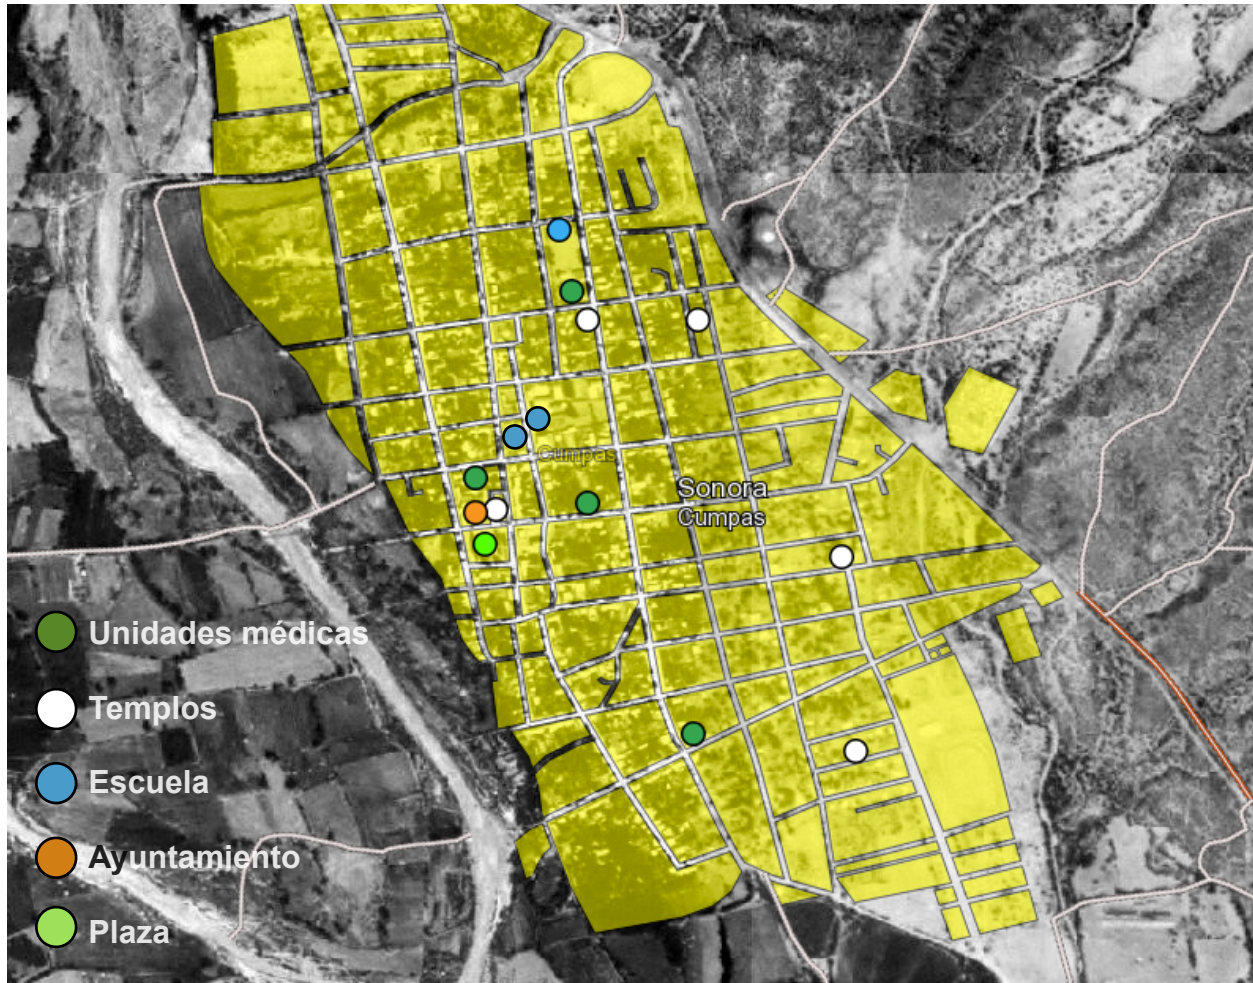 Cumpas
Sonora
Cumpas
Unidades médicas
Templos
Escuela
Ayuntamiento
Plaza